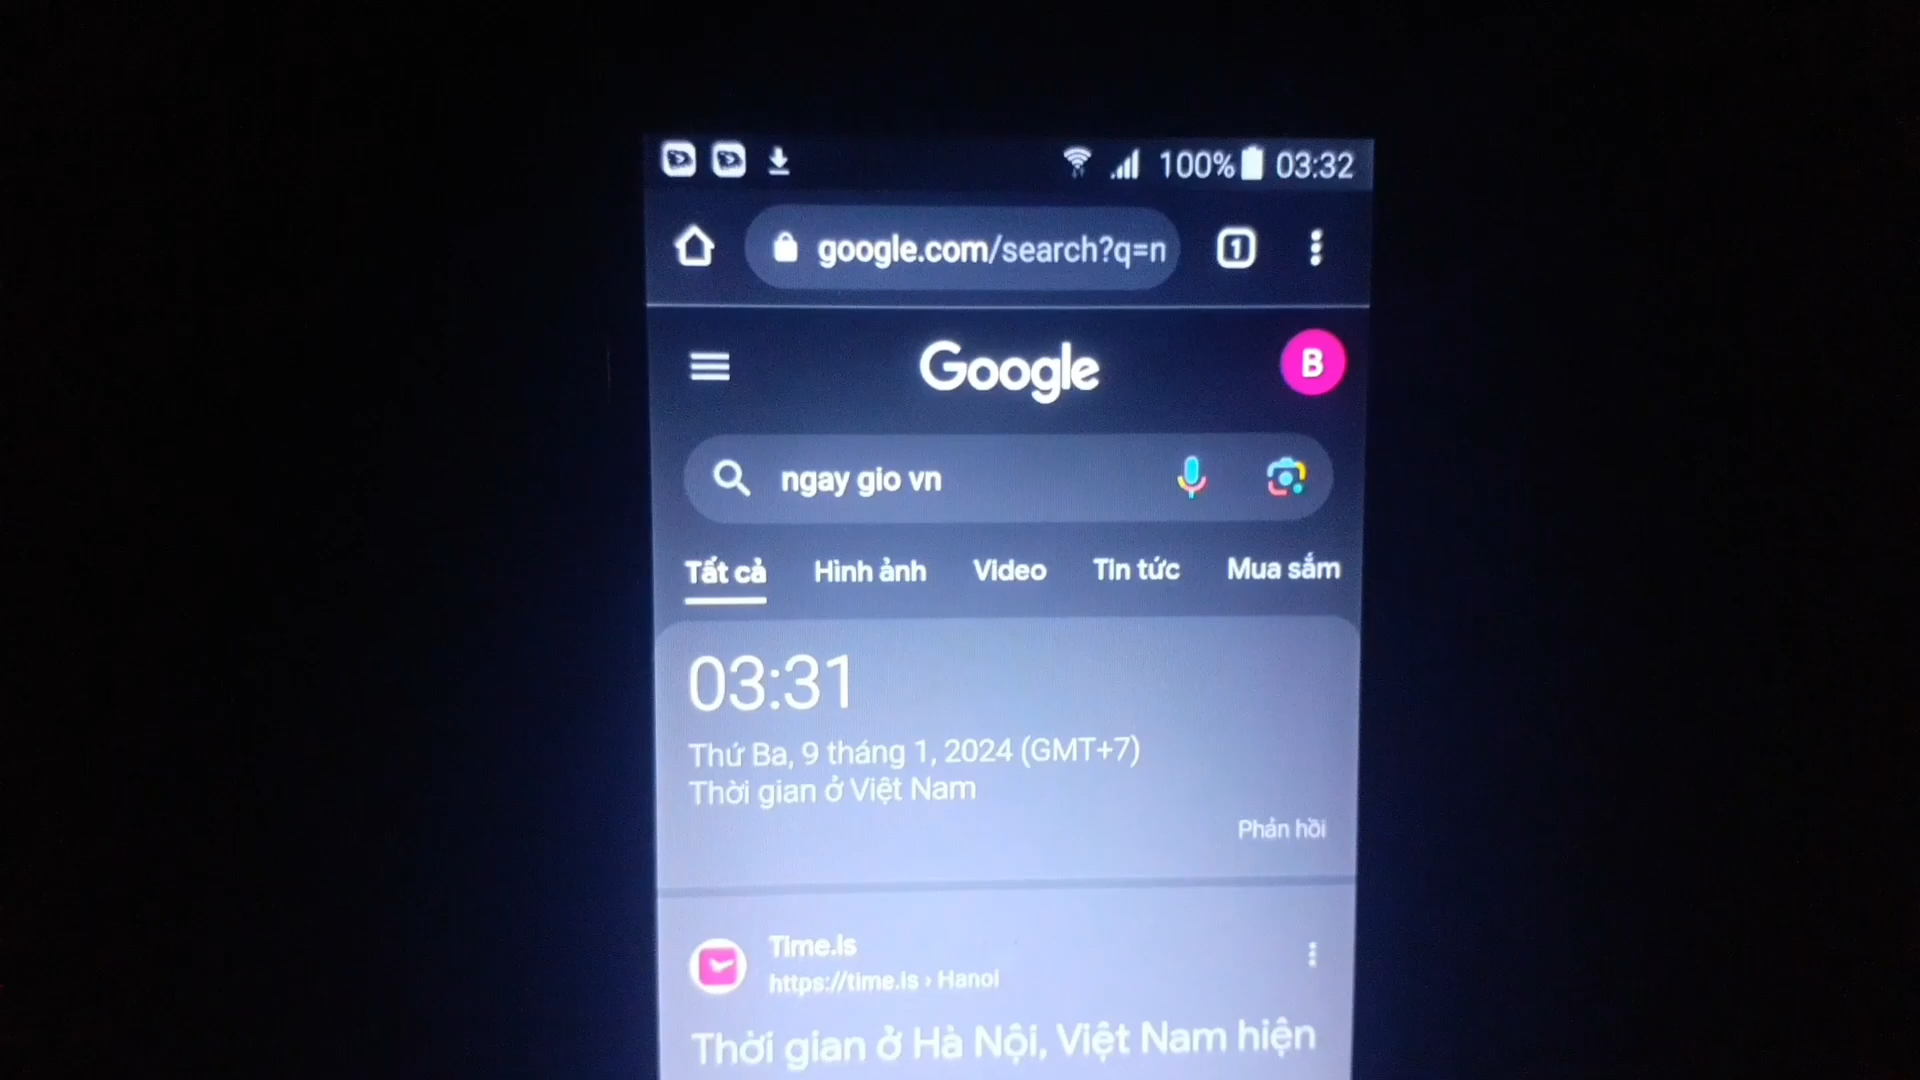 100% 03:32
google.com/search?q=n
1
Google
B
ngay gio vn
Tất cả Hình ảnh Video Tin tức Mua sắm
03:31
Thứ Ba, 9 tháng 1, 2024 (GMT+7)
Thời gian ở Việt Nam
Phản hồi
Time.is
https://time.is › Hanoi
Thời gian ở Hà Nội, Việt Nam hiện